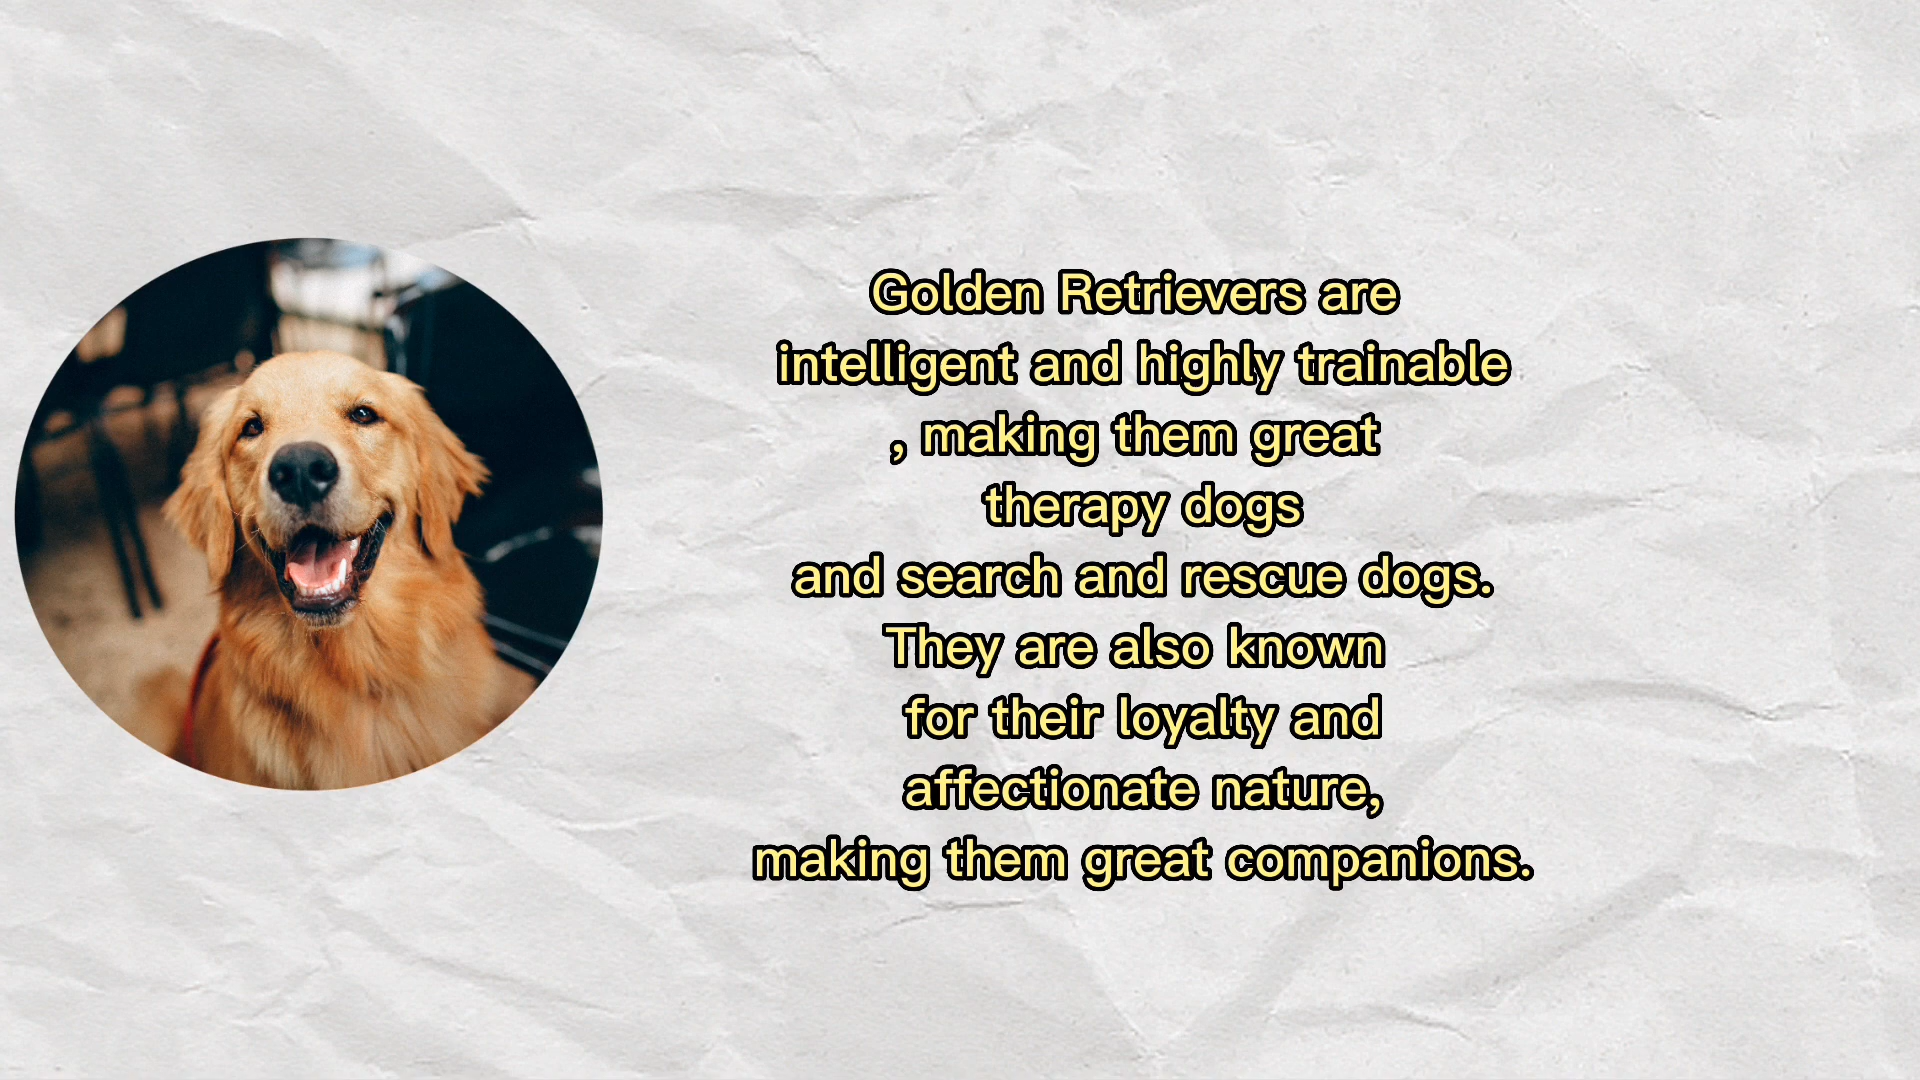 Golden Retrievers are
intelligent and highly trainable
, making them great
therapy dogs
and search and rescue dogs.
They are also known
for their loyalty and
affectionate nature,
making them great companions.